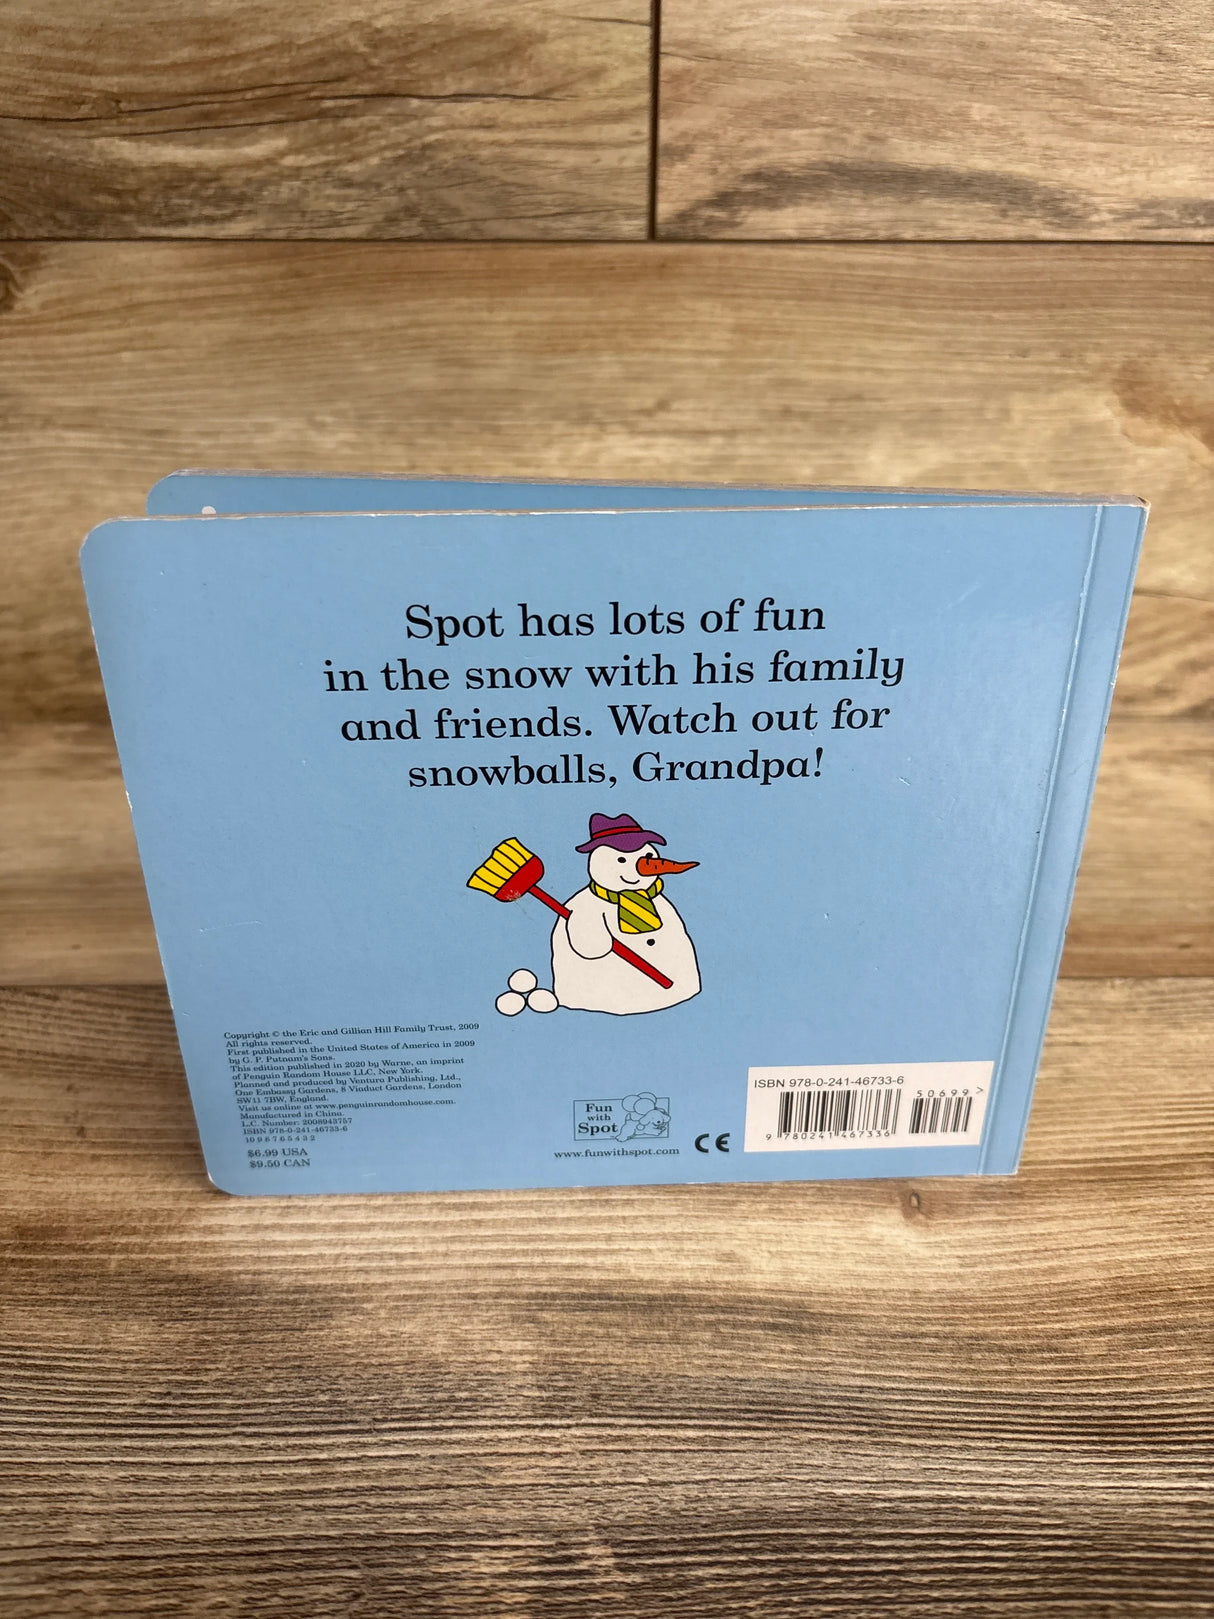 Spot has lots of fun
in the snow with his family
and friends. Watch out for
snowballs, Grandpa!
Copyright © the Eric and Gillian Hill Family Trust, 2009
All rights reserved.
First published in the United States of America in 2009
by G. P. Putnam's Sons.
This edition published in 2020 by Warne, an imprint
of Penguin Random House LLC, New York.
Planned and produced by Ventura Publishing, Ltd.,
One Embassy Gardens, 8 Viaduct Gardens, London
SW11 7BW, England.
Visit us online at www.penguinrandomhouse.com.
Manufactured in China.
L.C. Number: 2008943757
ISBN 978-0-241-46733-6
10 9 8 7 6 5 4 3 2
$6.99 USA
$9.50 CAN
Fun
with
Spot
www.funwithspot.com
CE
ISBN 978-0-241-46733-6
50699>
9 780241 467336